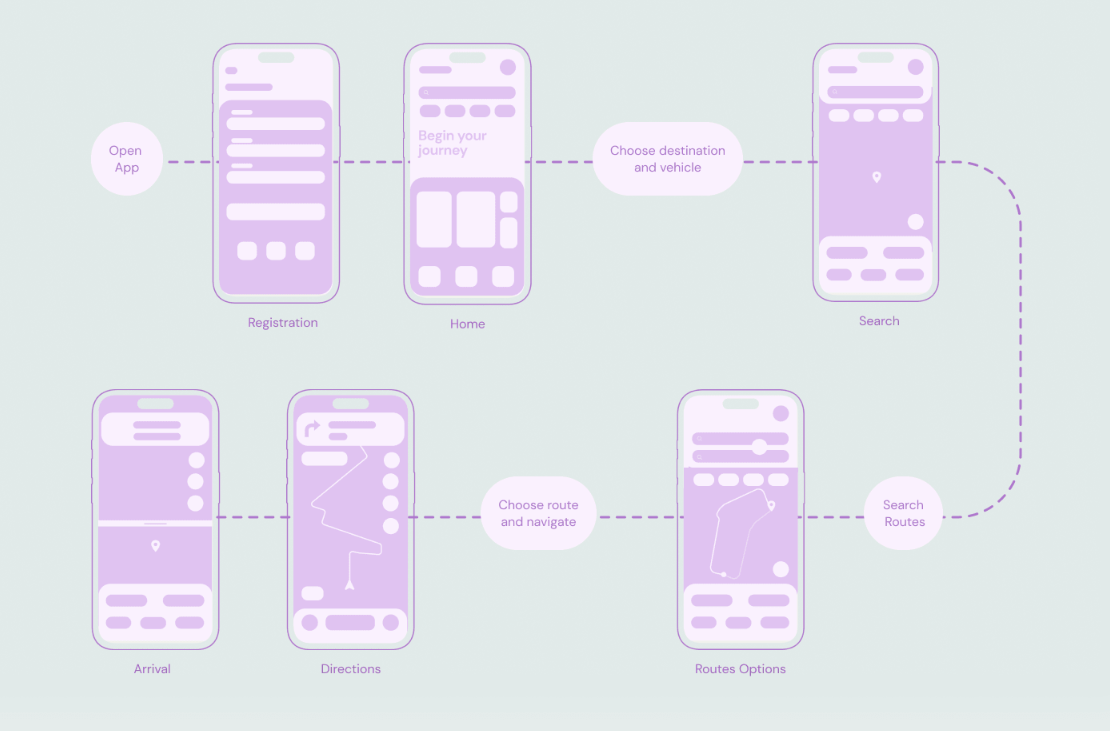 Open
App
Begin your
journey
Choose destination
and vehicle
Registration
Home
Search
Search
Routes
Choose route
and navigate
Arrival
Directions
Routes Options